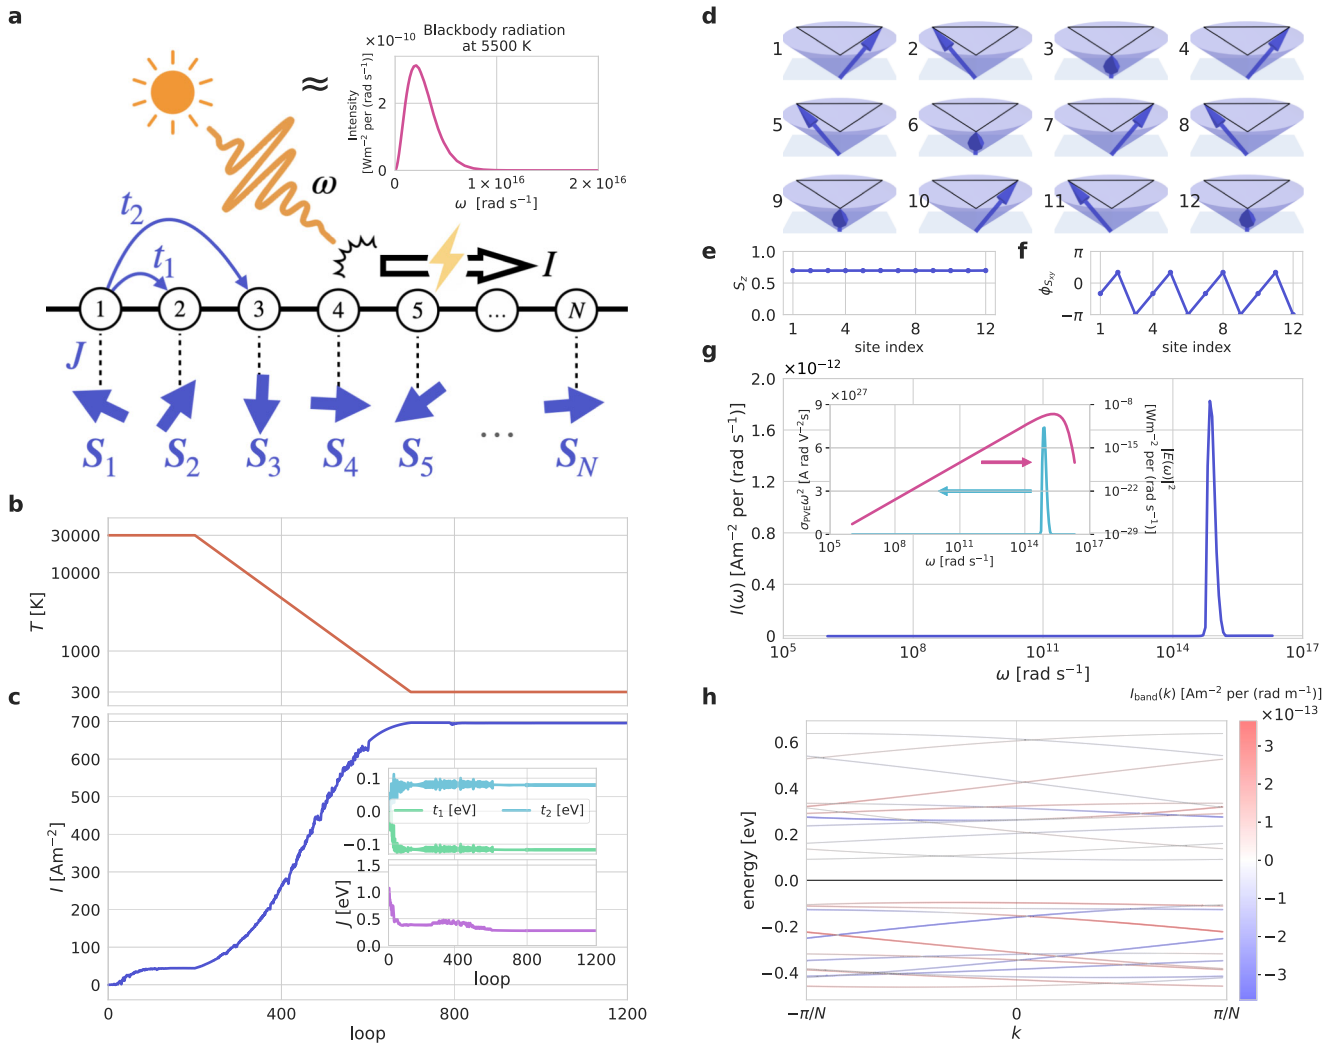 a
Blackbody radiation
at 5500 K
×10⁻¹⁰
Intensity
[Wm⁻² per (rad s⁻¹)]
2
0
0
1 × 10¹⁶
2 × 10¹⁶
ω [rad s⁻¹]
≈
ω
t₂
t₁
I
1
2
3
4
5
...
N
J
S₁
S₂
S₃
S₄
S₅
...
S_N
b
T [K]
30000
10000
1000
300
c
I [Am⁻²]
700
600
500
400
300
200
100
0
0
400
800
1200
loop
0.1
0.0
−0.1
t₁ [eV]
t₂ [eV]
J [eV]
1.5
1.0
0.5
0.0
0
400
800
1200
loop
d
1
2
3
4
5
6
7
8
9
10
11
12
e
S_z
1.0
0.5
0.0
1
4
8
12
site index
f
ϕ_{S_{xy}}
π
0
−π
1
4
8
12
site index
g
×10⁻¹²
I(ω) [Am⁻² per (rad s⁻¹)]
2.0
1.6
1.2
0.8
0.4
0
10⁵
10⁸
10¹¹
10¹⁴
10¹⁷
ω [rad s⁻¹]
×10²⁷
σ_PVE ω² [A rad V⁻²s]
9
6
3
0
10⁵
10⁸
10¹¹
10¹⁴
10¹⁷
ω [rad s⁻¹]
10⁻⁸
10⁻¹⁵
10⁻²²
10⁻²⁹
|E(ω)|²
[Wm⁻² per (rad s⁻¹)]
h
I_band(k) [Am⁻² per (rad m⁻¹)]
×10⁻¹³
energy [ev]
0.6
0.4
0.2
0.0
−0.2
−0.4
−π/N
0
π/N
k
3
2
1
0
−1
−2
−3